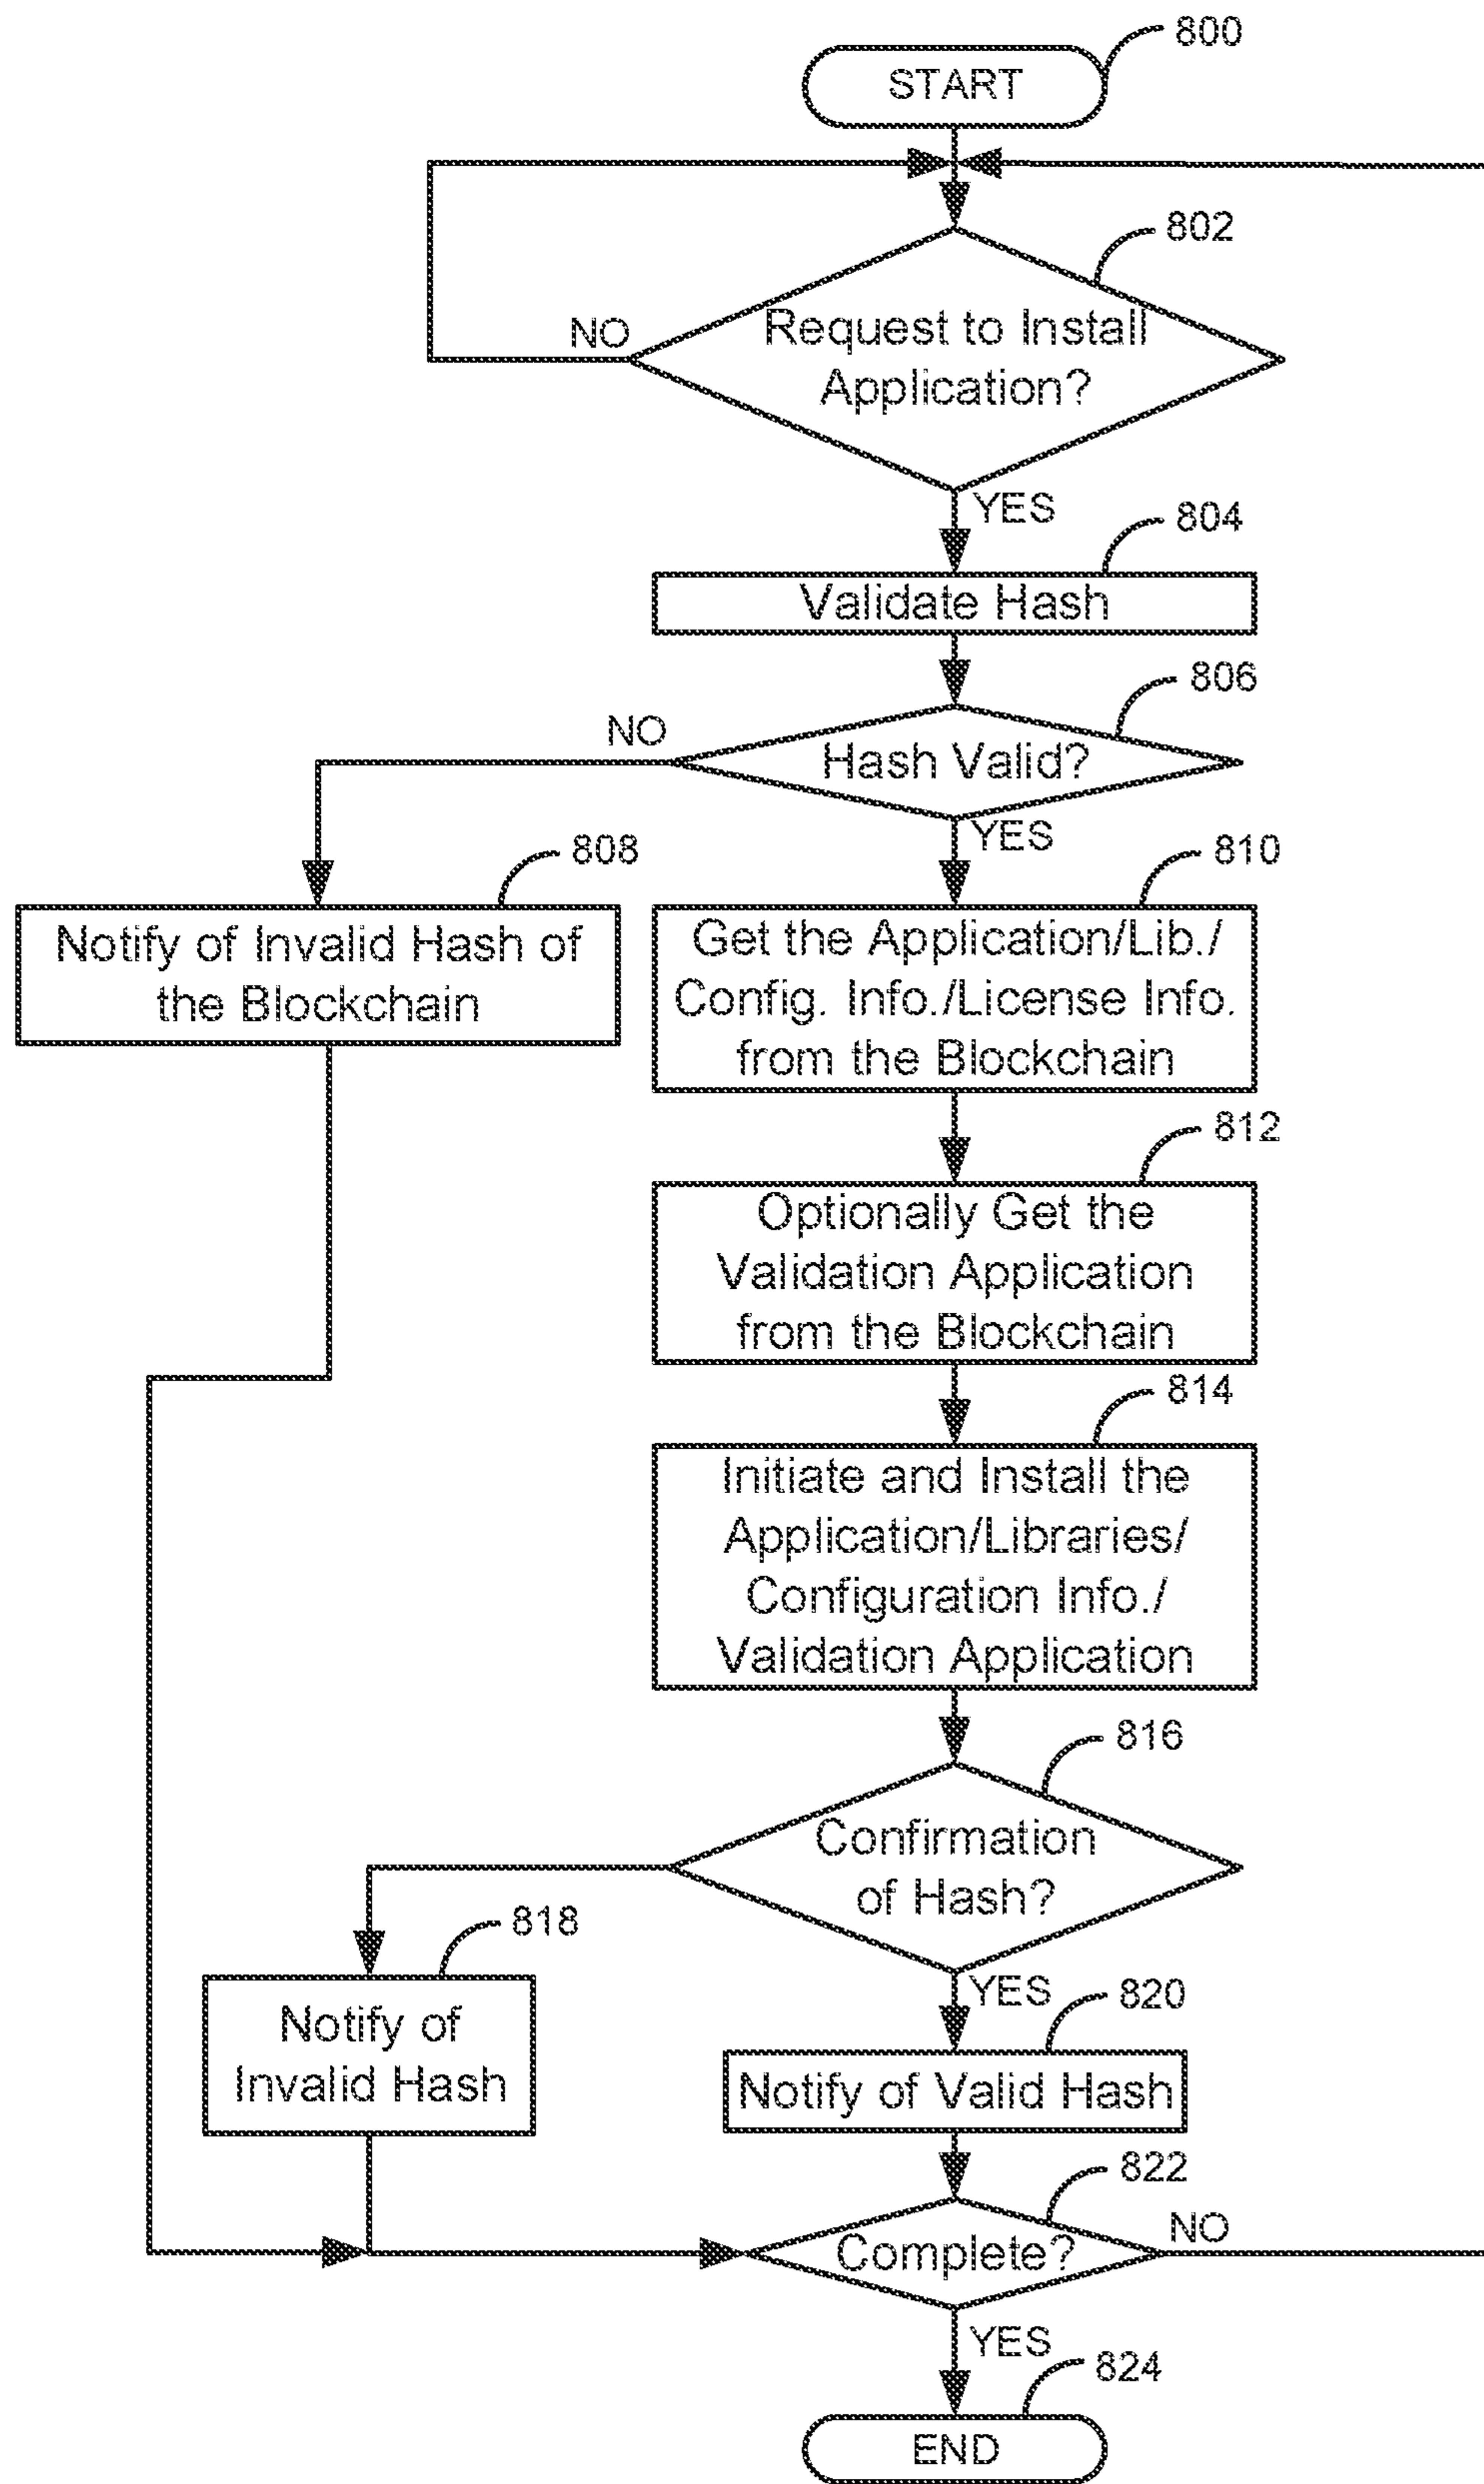 800
START
802
NO
Request to Install
Application?
YES
804
Validate Hash
806
NO
Hash Valid?
YES
808
810
Notify of Invalid Hash of
the Blockchain
Get the Application/Lib./
Config. Info./License Info.
from the Blockchain
812
Optionally Get the
Validation Application
from the Blockchain
814
Initiate and Install the
Application/Libraries/
Configuration Info./
Validation Application
816
Confirmation
of Hash?
818
YES
820
Notify of
Invalid Hash
Notify of Valid Hash
822
NO
Complete?
YES
824
END